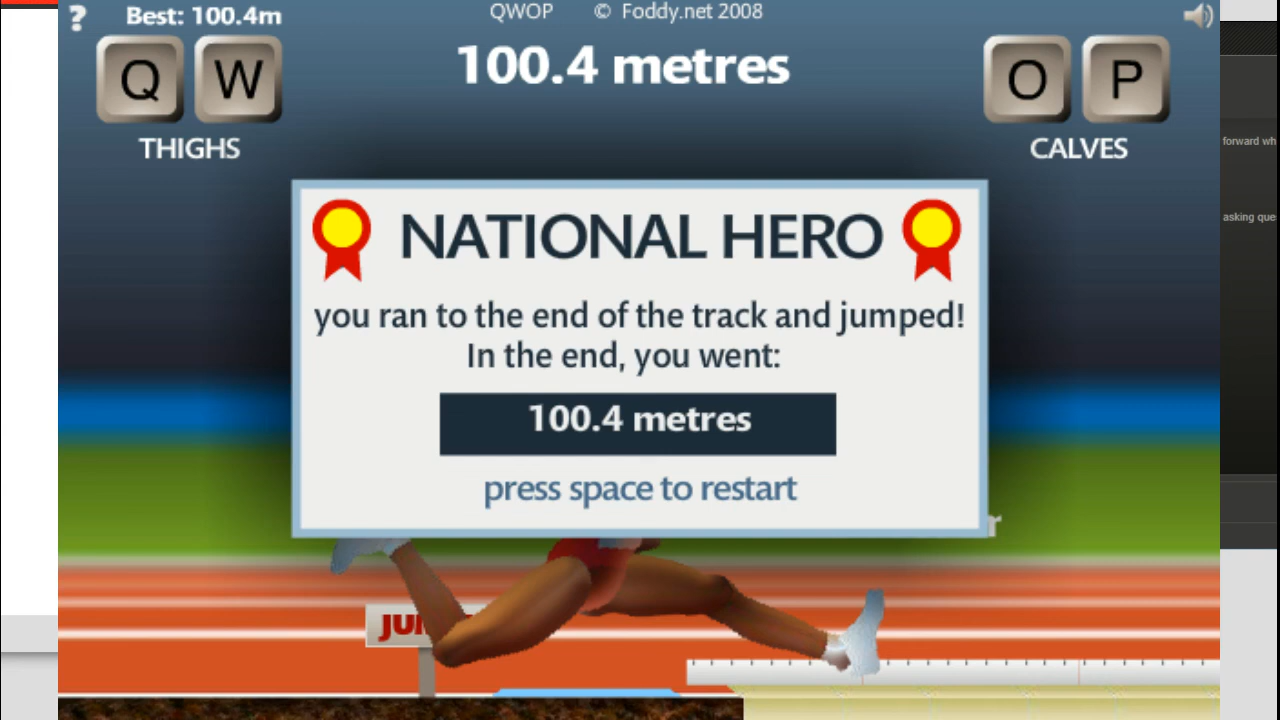 ? Best: 100.4m
QWOP © Foddy.net 2008
100.4 metres
Q W
THIGHS
O P
CALVES
forward wh
asking que
NATIONAL HERO
you ran to the end of the track and jumped!
In the end, you went:
100.4 metres
press space to restart